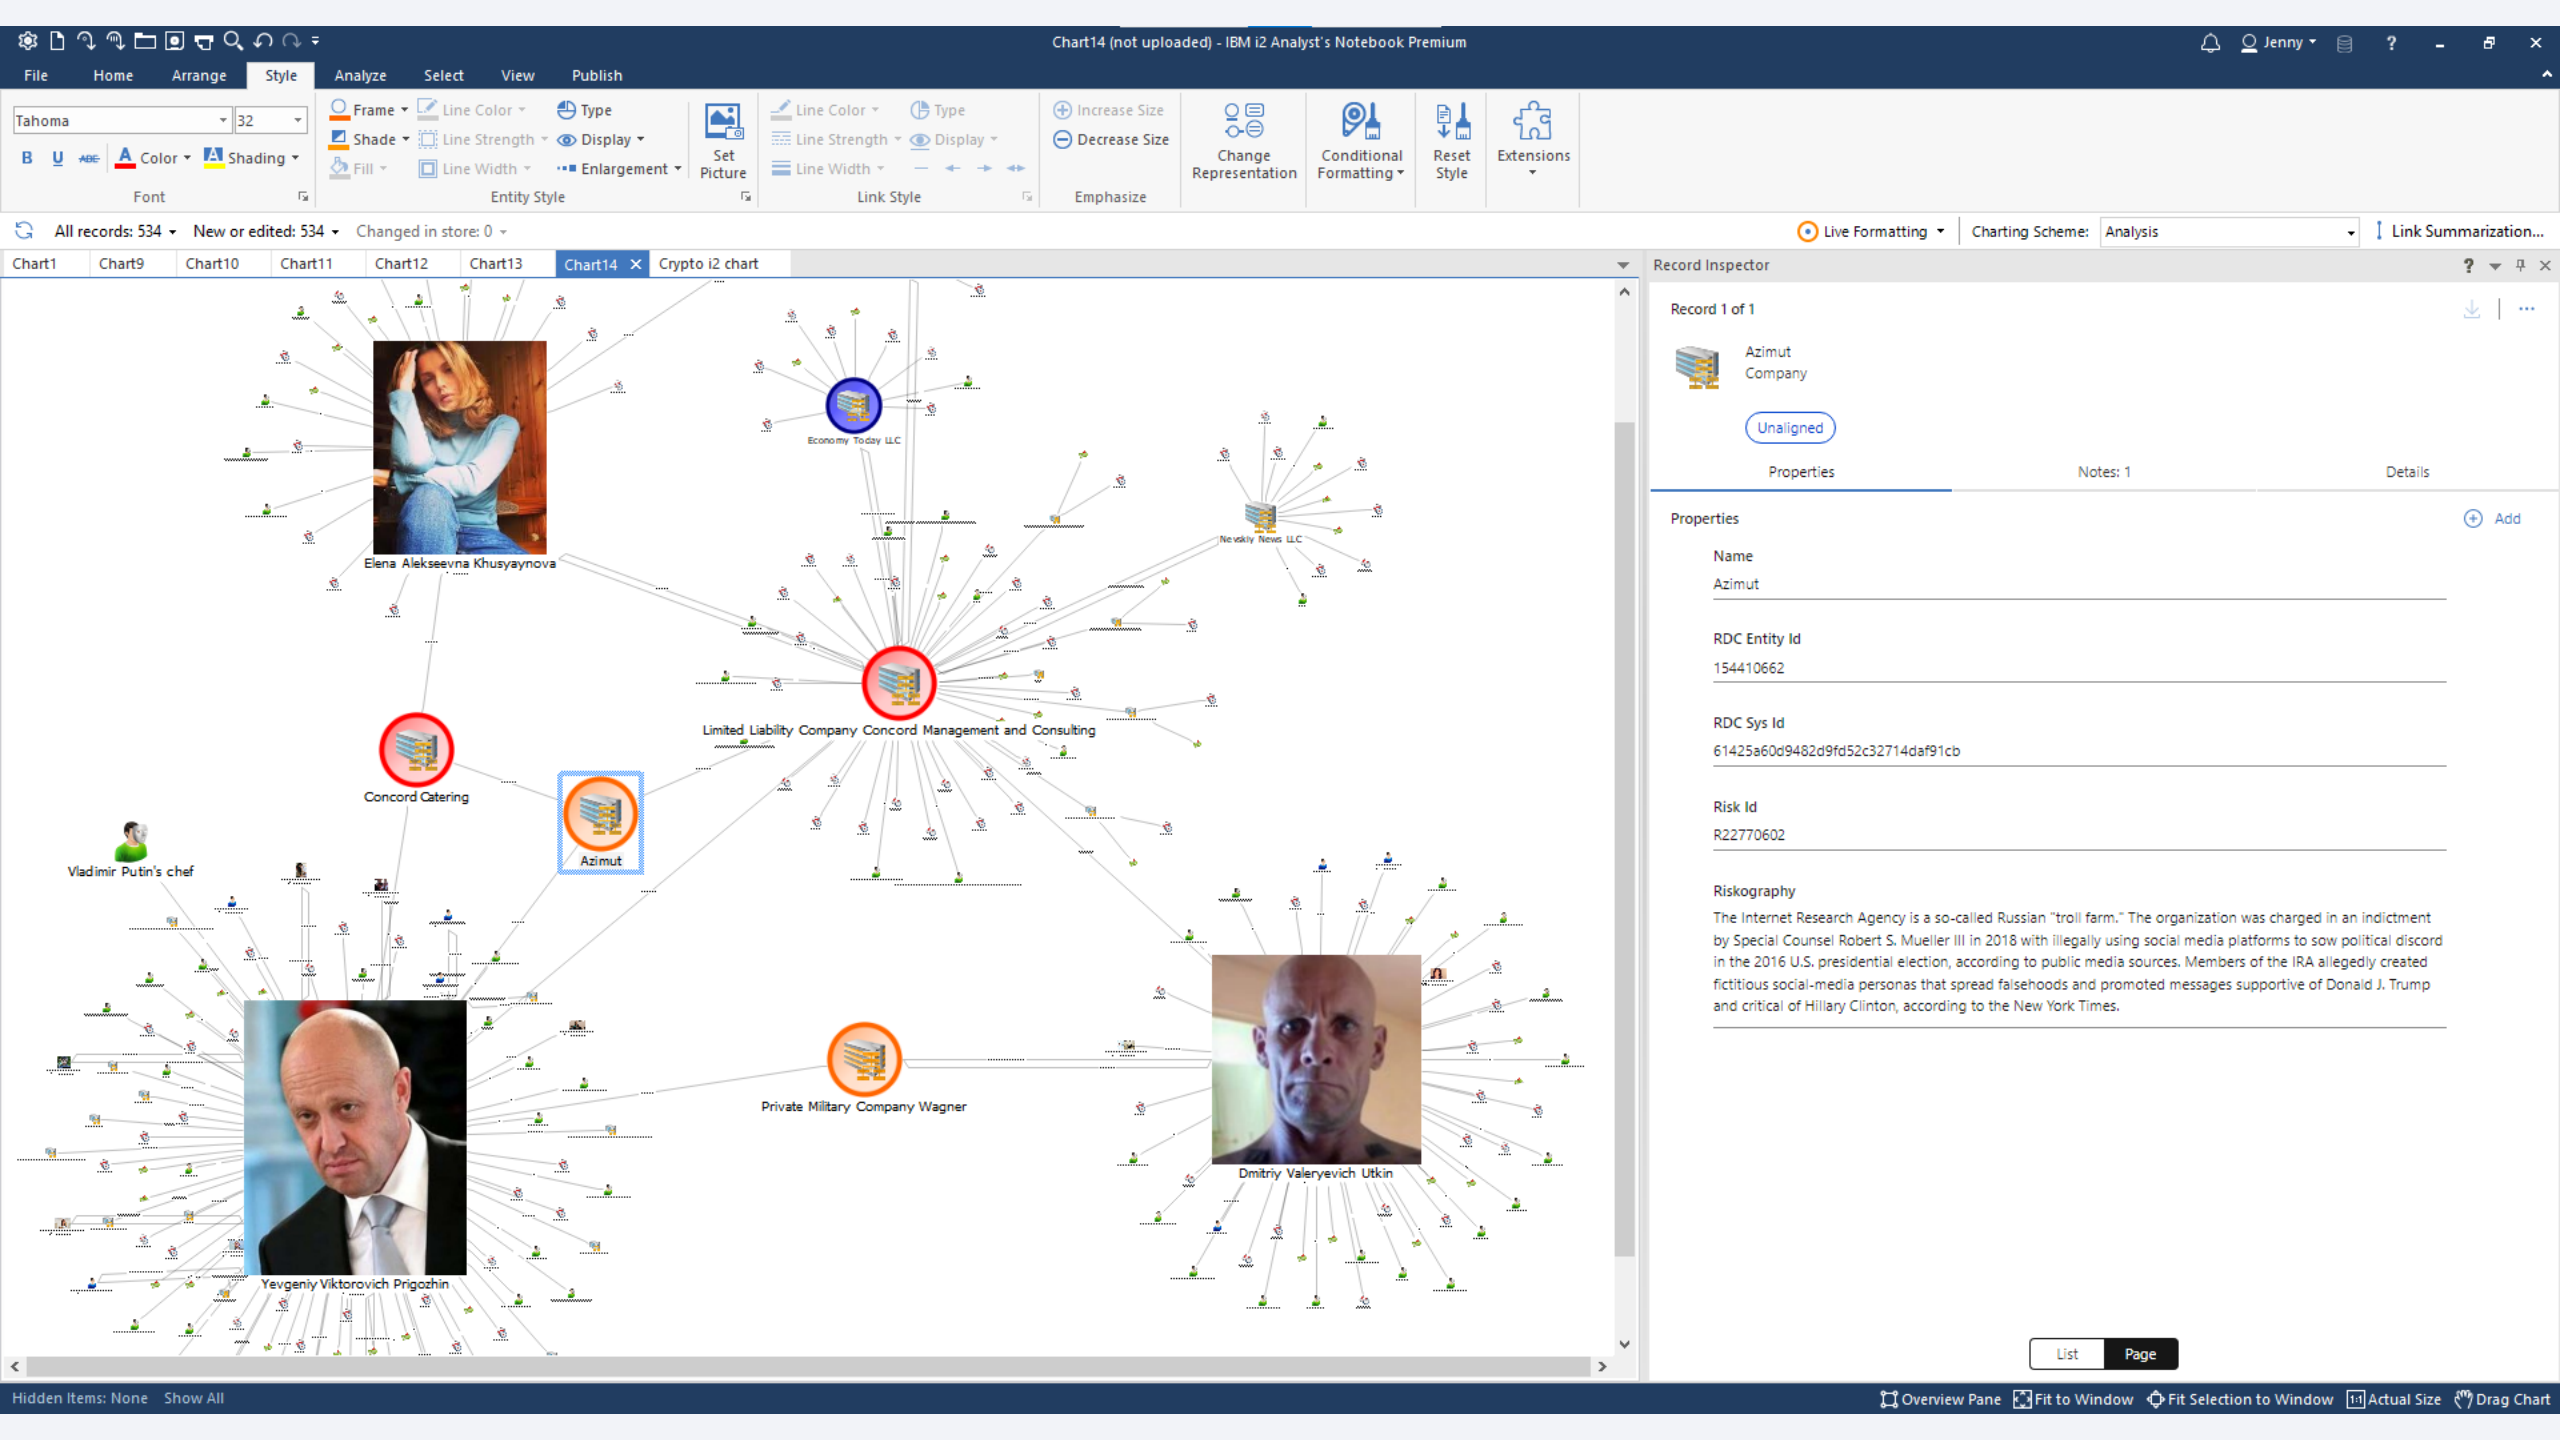 Chart14 (not uploaded) - IBM i2 Analyst's Notebook Premium
Jenny
?
File Home Arrange Style Analyze Select View Publish
Tahoma 32
B U ABC Color Shading
Font
Frame Line Color Type
Shade Line Strength Display
Fill Line Width Enlargement
Entity Style
Set
Picture
Line Color Type
Line Strength Display
Line Width
Link Style
Increase Size
Decrease Size
Emphasize
Change
Representation
Conditional
Formatting
Reset
Style
Extensions
All records: 534 New or edited: 534 Changed in store: 0
Live Formatting Charting Scheme: Analysis Link Summarization...
Chart1 Chart9 Chart10 Chart11 Chart12 Chart13 Chart14 Crypto i2 chart
Economy Today LLC
Nevskiy News LLC
Elena Alekseevna Khusyaynova
Limited Liability Company Concord Management and Consulting
Concord Catering
Azimut
Vladimir Putin's chef
Private Military Company Wagner
Dmitriy Valeryevich Utkin
Yevgeniy Viktorovich Prigozhin
Record Inspector ?
Record 1 of 1
Azimut
Company
Unaligned
Properties Notes: 1 Details
Properties Add
Name
Azimut
RDC Entity Id
154410662
RDC Sys Id
61425a60d9482d9fd52c32714daf91cb
Risk Id
R22770602
Riskography
The Internet Research Agency is a so-called Russian "troll farm." The organization was charged in an indictment
by Special Counsel Robert S. Mueller III in 2018 with illegally using social media platforms to sow political discord
in the 2016 U.S. presidential election, according to public media sources. Members of the IRA allegedly created
fictitious social-media personas that spread falsehoods and promoted messages supportive of Donald J. Trump
and critical of Hillary Clinton, according to the New York Times.
List Page
Hidden Items: None Show All
Overview Pane Fit to Window Fit Selection to Window 1:1 Actual Size Drag Chart